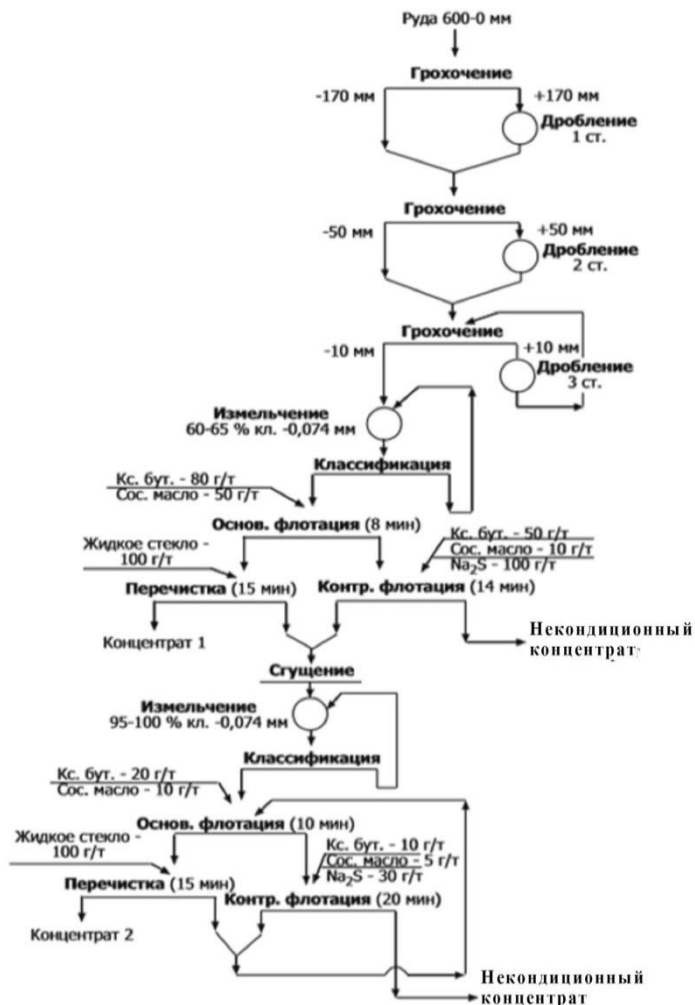 Руда 600-0 мм
Грохочение
-170 мм
+170 мм
Дробление
1 ст.
Грохочение
-50 мм
+50 мм
Дробление
2 ст.
Грохочение
-10 мм
+10 мм
Дробление
3 ст.
Измельчение
60-65 % кл. -0,074 мм
Классификация
Кс. бут. - 80 г/т
Сос. масло - 50 г/т
Основ. флотация (8 мин)
Жидкое стекло -
100 г/т
Кс. бут. - 50 г/т
Сос. масло - 10 г/т
Na₂S - 100 г/т
Перечистка (15 мин)
Контр. флотация (14 мин)
Концентрат 1
Некондиционный
концентрат
Сгущение
Измельчение
95-100 % кл. -0,074 мм
Классификация
Кс. бут. - 20 г/т
Сос. масло - 10 г/т
Основ. флотация (10 мин)
Жидкое стекло -
100 г/т
Кс. бут. - 10 г/т
Сос. масло - 5 г/т
Na₂S - 30 г/т
Перечистка (15 мин)
Контр. флотация (20 мин)
Концентрат 2
Некондиционный
концентрат